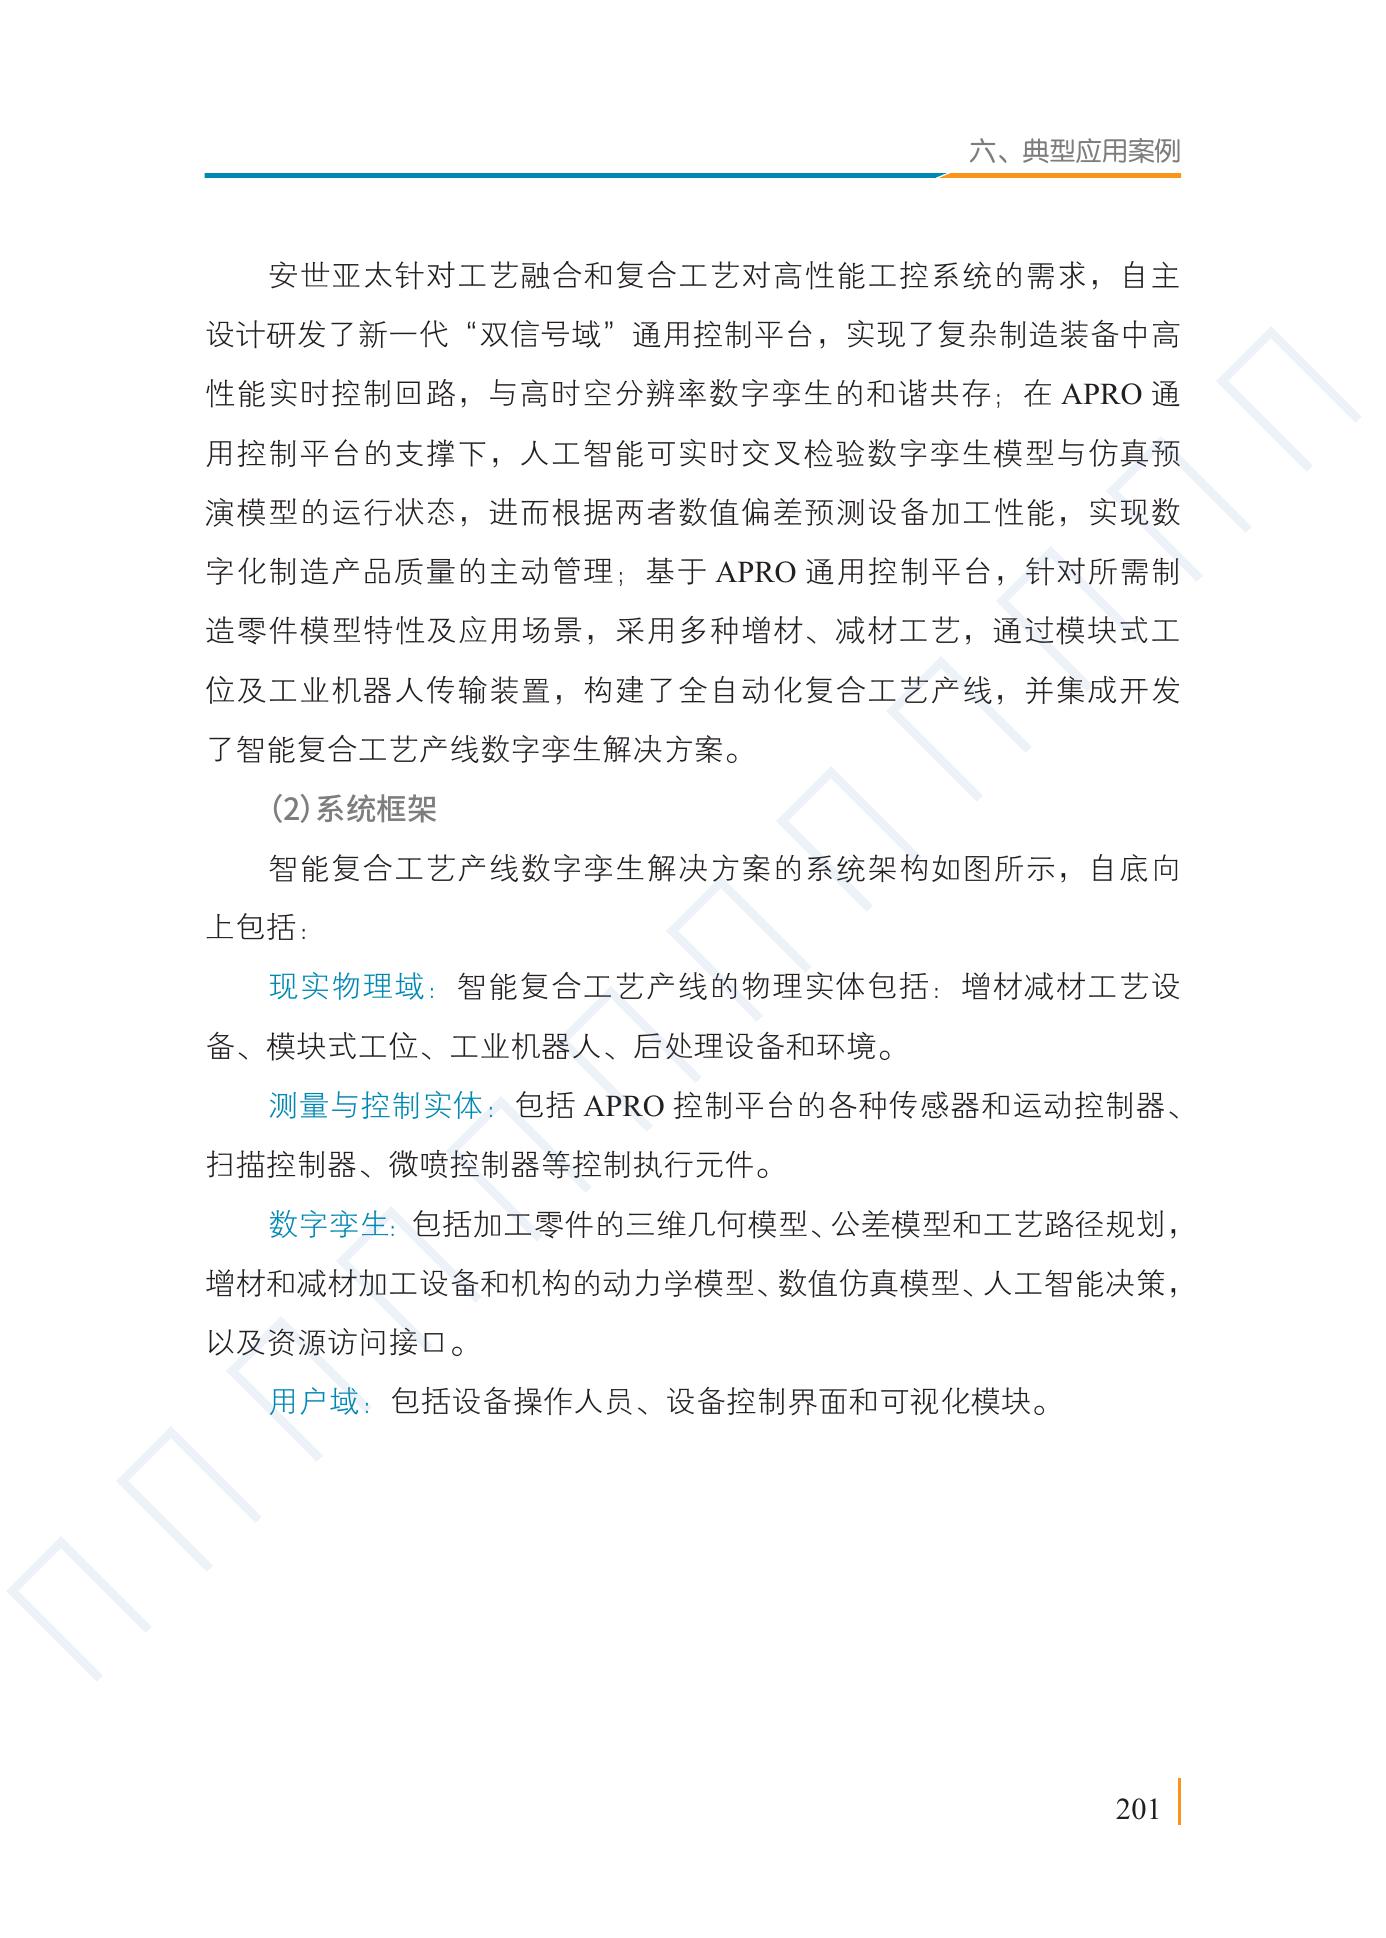 六、典型应用案例
安世亚太针对工艺融合和复合工艺对高性能工控系统的需求，自主
设计研发了新一代“双信号域”通用控制平台，实现了复杂制造装备中高
性能实时控制回路，与高时空分辨率数字孪生的和谐共存；在 APRO 通
用控制平台的支撑下，人工智能可实时交叉检验数字孪生模型与仿真预
演模型的运行状态，进而根据两者数值偏差预测设备加工性能，实现数
字化制造产品质量的主动管理；基于 APRO 通用控制平台，针对所需制
造零件模型特性及应用场景，采用多种增材、减材工艺，通过模块式工
位及工业机器人传输装置，构建了全自动化复合工艺产线，并集成开发
了智能复合工艺产线数字孪生解决方案。
（2）系统框架
智能复合工艺产线数字孪生解决方案的系统架构如图所示，自底向
上包括：
现实物理域：智能复合工艺产线的物理实体包括：增材减材工艺设
备、模块式工位、工业机器人、后处理设备和环境。
测量与控制实体：包括 APRO 控制平台的各种传感器和运动控制器、
扫描控制器、微喷控制器等控制执行元件。
数字孪生：包括加工零件的三维几何模型、公差模型和工艺路径规划，
增材和减材加工设备和机构的动力学模型、数值仿真模型、人工智能决策，
以及资源访问接口。
用户域：包括设备操作人员、设备控制界面和可视化模块。
201